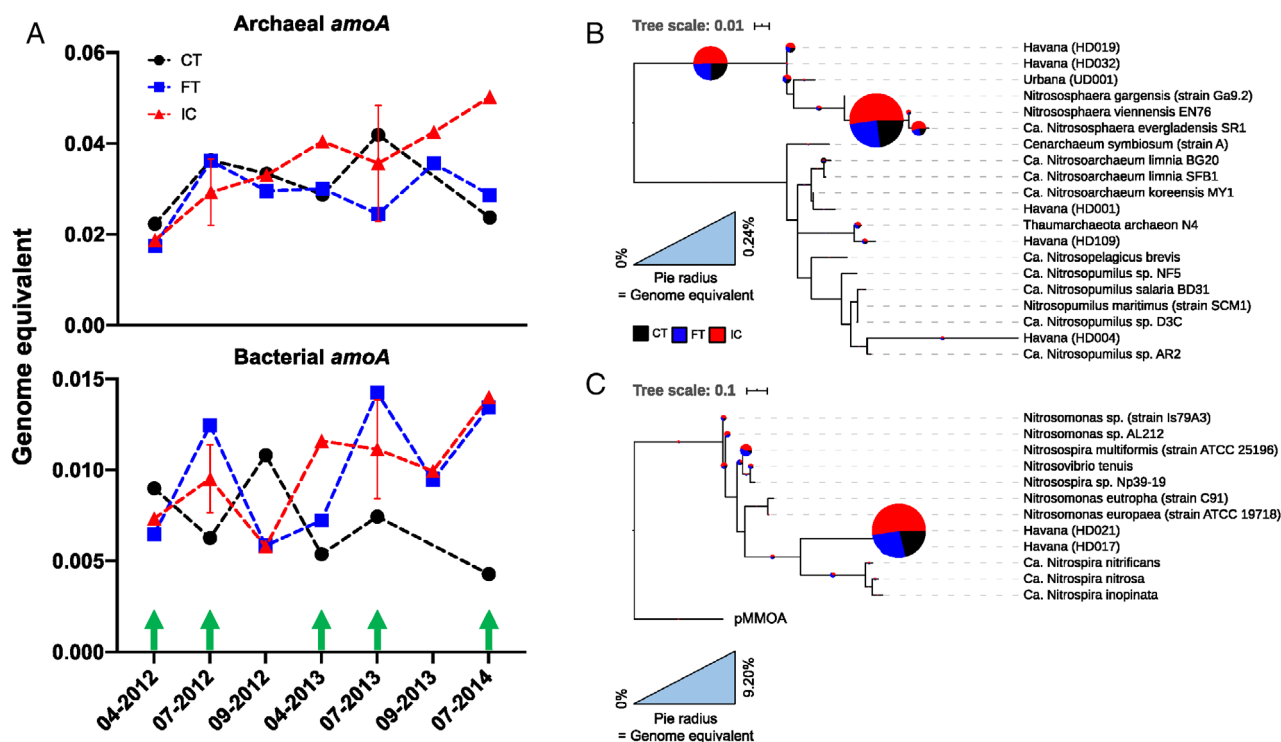 A
Archaeal amoA
0.06
0.04
0.02
0.00
CT
FT
IC
Genome equivalent
Bacterial amoA
0.015
0.010
0.005
0.000
04-2012
07-2012
09-2012
04-2013
07-2013
09-2013
07-2014
B
Tree scale: 0.01
Havana (HD019)
Havana (HD032)
Urbana (UD001)
Nitrososphaera gargensis (strain Ga9.2)
Nitrososphaera viennensis EN76
Ca. Nitrososphaera evergladensis SR1
Cenarchaeum symbiosum (strain A)
Ca. Nitrosoarchaeum limnia BG20
Ca. Nitrosoarchaeum limnia SFB1
Ca. Nitrosoarchaeum koreensis MY1
Havana (HD001)
Thaumarchaeota archaeon N4
Havana (HD109)
Ca. Nitrosopelagicus brevis
Ca. Nitrosopumilus sp. NF5
Ca. Nitrosopumilus salaria BD31
Nitrosopumilus maritimus (strain SCM1)
Ca. Nitrosopumilus sp. D3C
Havana (HD004)
Ca. Nitrosopumilus sp. AR2
0%
0.24%
Pie radius
= Genome equivalent
CT FT IC
C
Tree scale: 0.1
Nitrosomonas sp. (strain Is79A3)
Nitrosomonas sp. AL212
Nitrosospira multiformis (strain ATCC 25196)
Nitrosovibrio tenuis
Nitrosospira sp. Np39-19
Nitrosomonas eutropha (strain C91)
Nitrosomonas europaea (strain ATCC 19718)
Havana (HD021)
Havana (HD017)
Ca. Nitrospira nitrificans
Ca. Nitrospira nitrosa
Ca. Nitrospira inopinata
pMMOA
0%
9.20%
Pie radius
= Genome equivalent